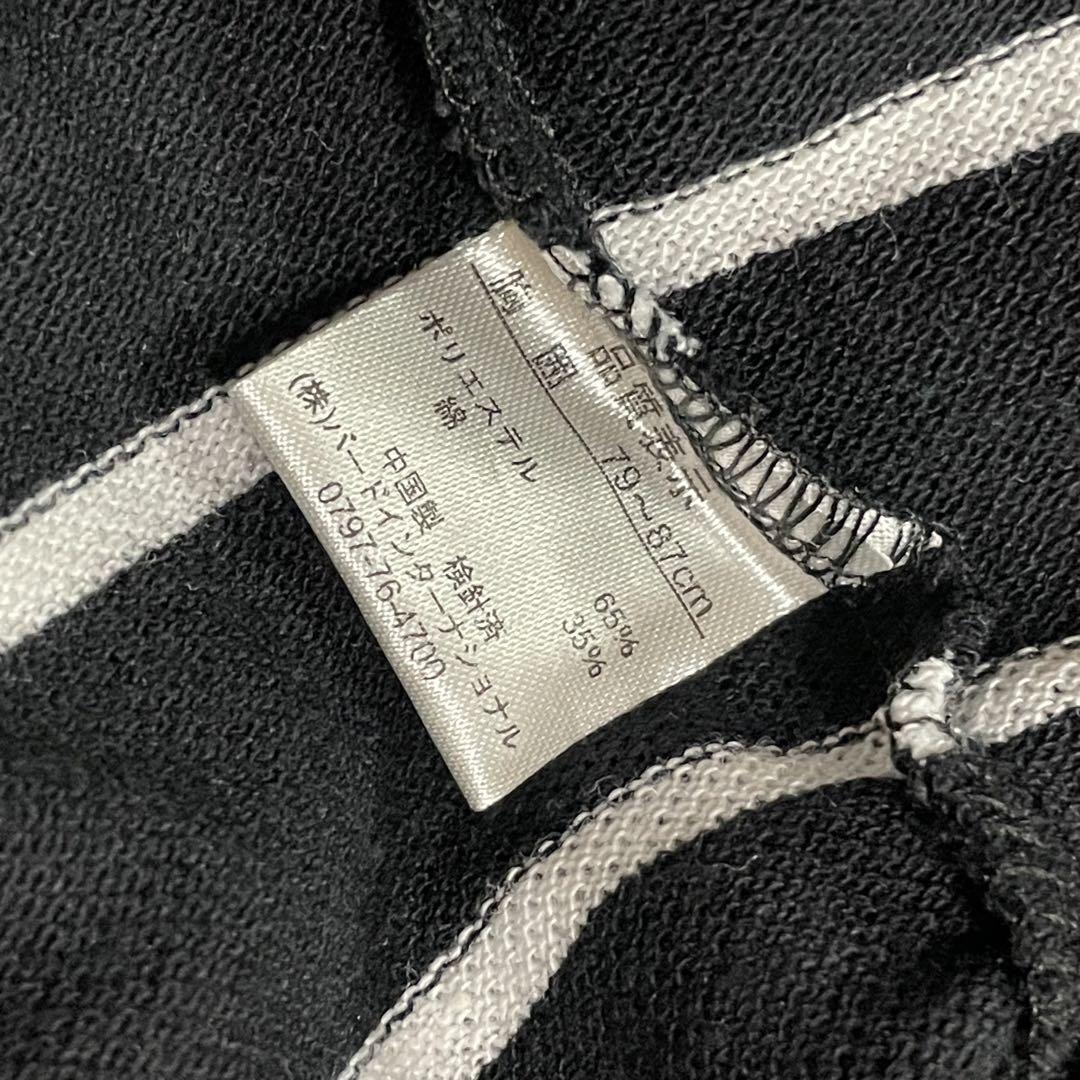 品質表示
胸囲 79～87cm
ポリエステル 65%
綿 35%
中国製 検針済
(株)バードインターナショナル
0797-76-4700